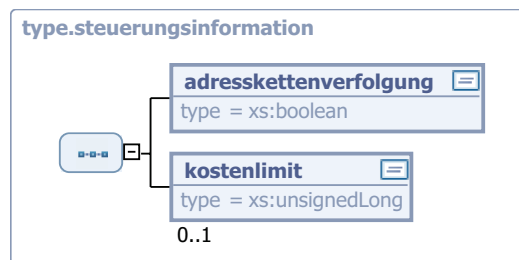 type.steuerungsinformation
adresskettenverfolgung
type = xs:boolean
kostenlimit
type = xs:unsignedLong
0..1